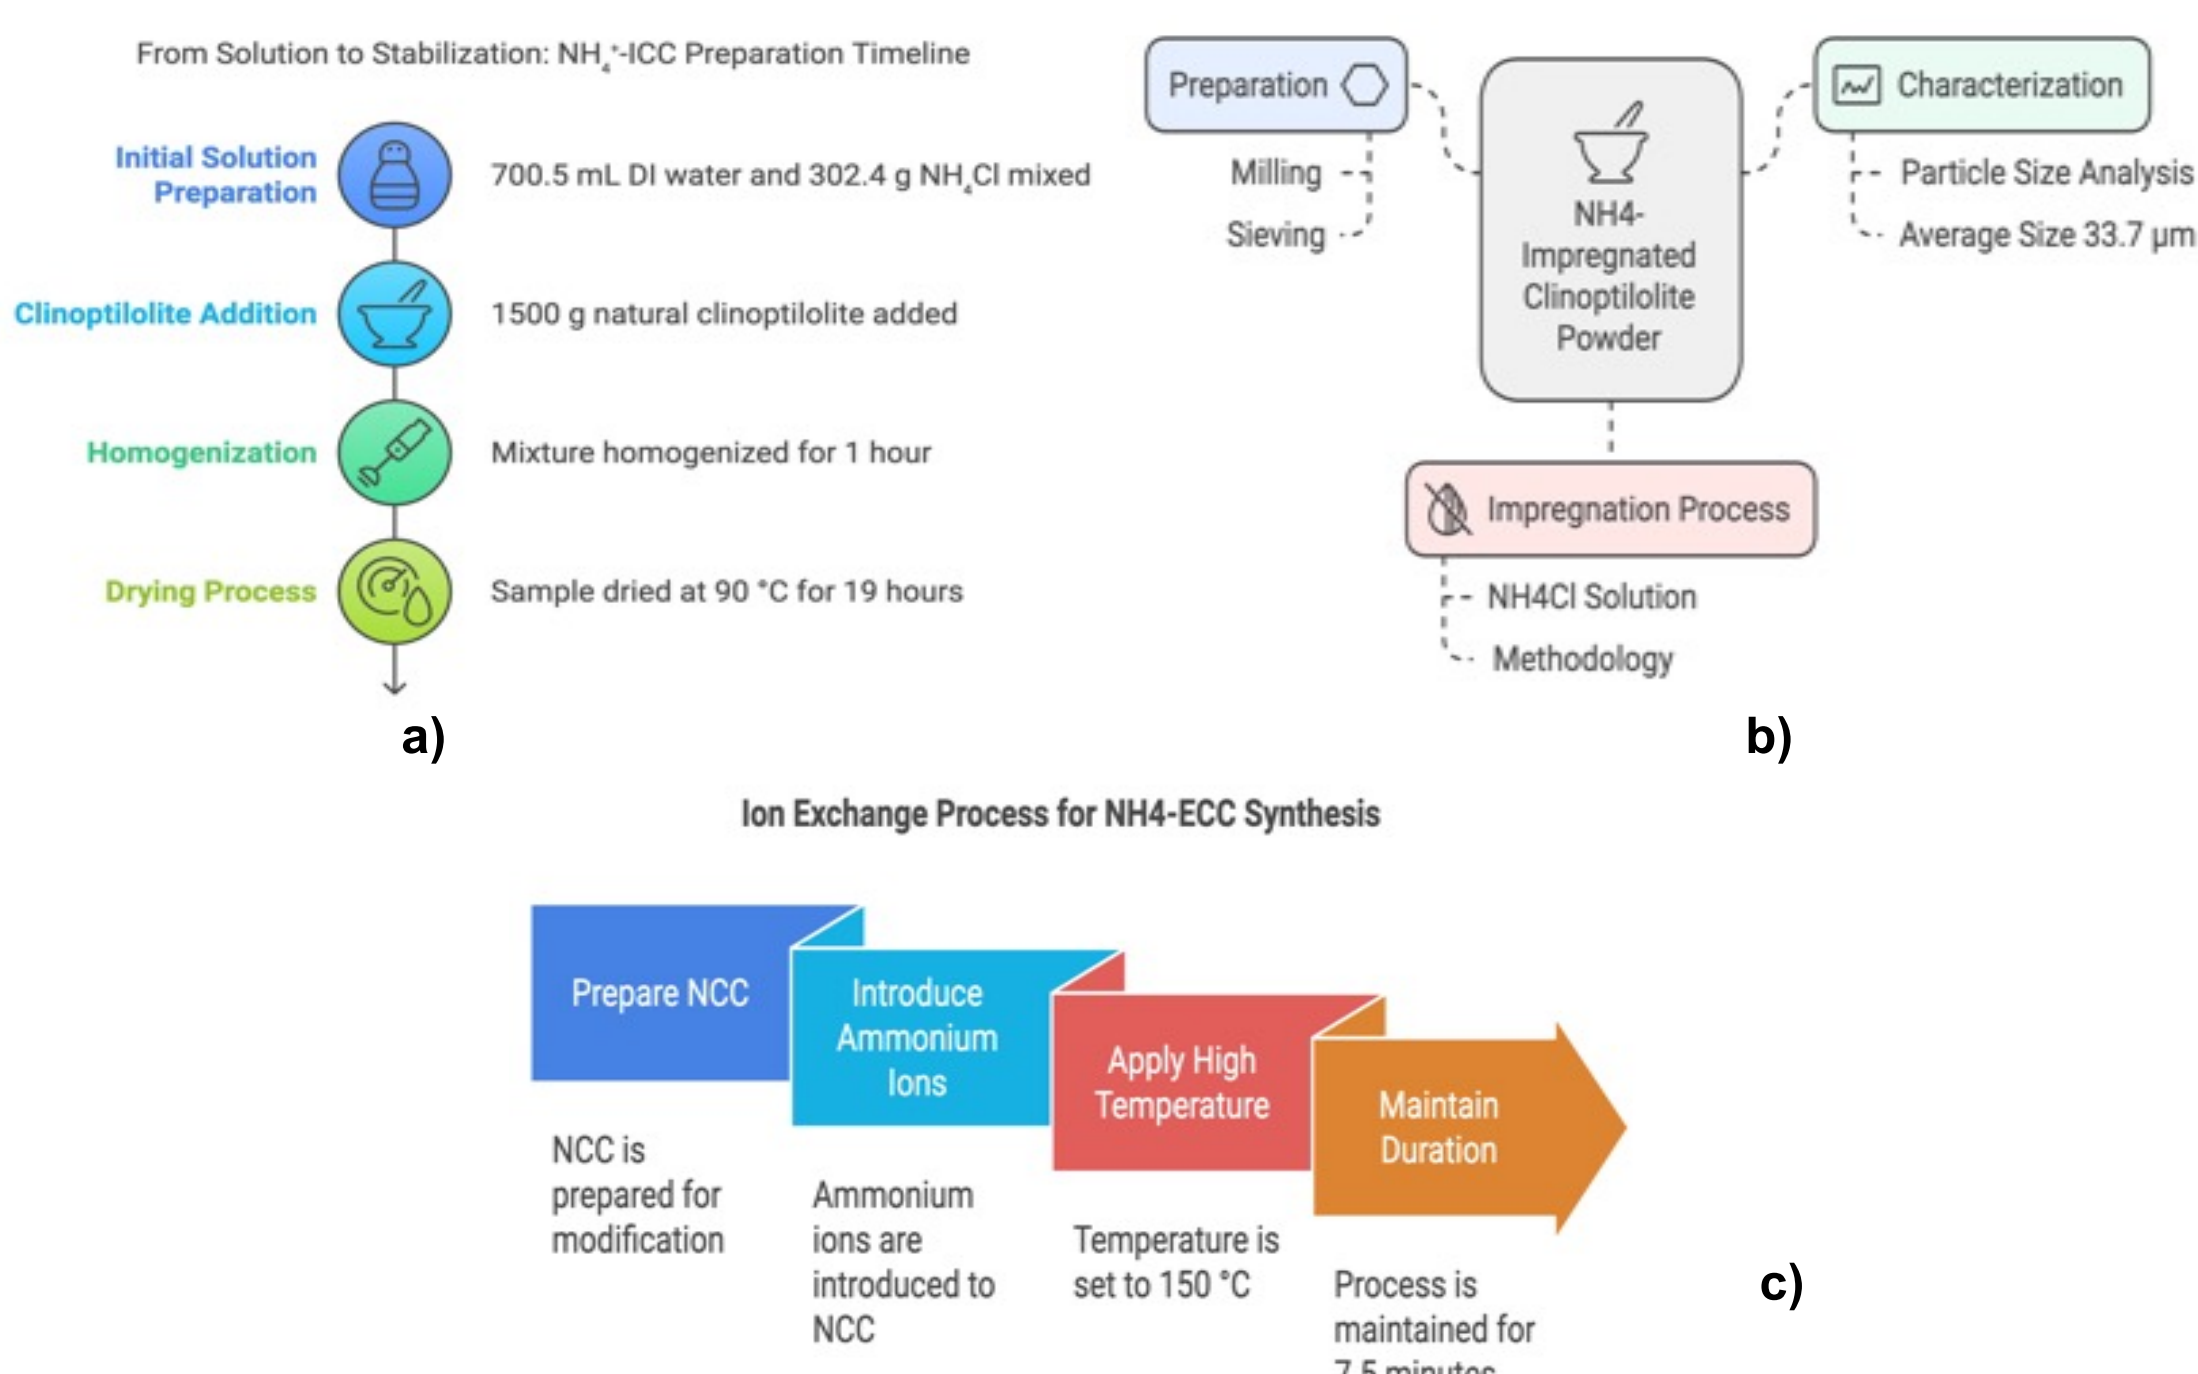 From Solution to Stabilization: NH₄⁺-ICC Preparation Timeline
Initial Solution
Preparation
700.5 mL DI water and 302.4 g NH₄Cl mixed
Clinoptilolite Addition
1500 g natural clinoptilolite added
Homogenization
Mixture homogenized for 1 hour
Drying Process
Sample dried at 90 °C for 19 hours
a)
Preparation
Milling
Sieving
NH4-
Impregnated
Clinoptilolite
Powder
Characterization
Particle Size Analysis
Average Size 33.7 µm
Impregnation Process
NH4Cl Solution
Methodology
b)
Ion Exchange Process for NH4-ECC Synthesis
Prepare NCC
NCC is
prepared for
modification
Introduce
Ammonium
Ions
Ammonium
ions are
introduced to
NCC
Apply High
Temperature
Temperature is
set to 150 °C
Maintain
Duration
Process is
maintained for
7.5 minutes
c)